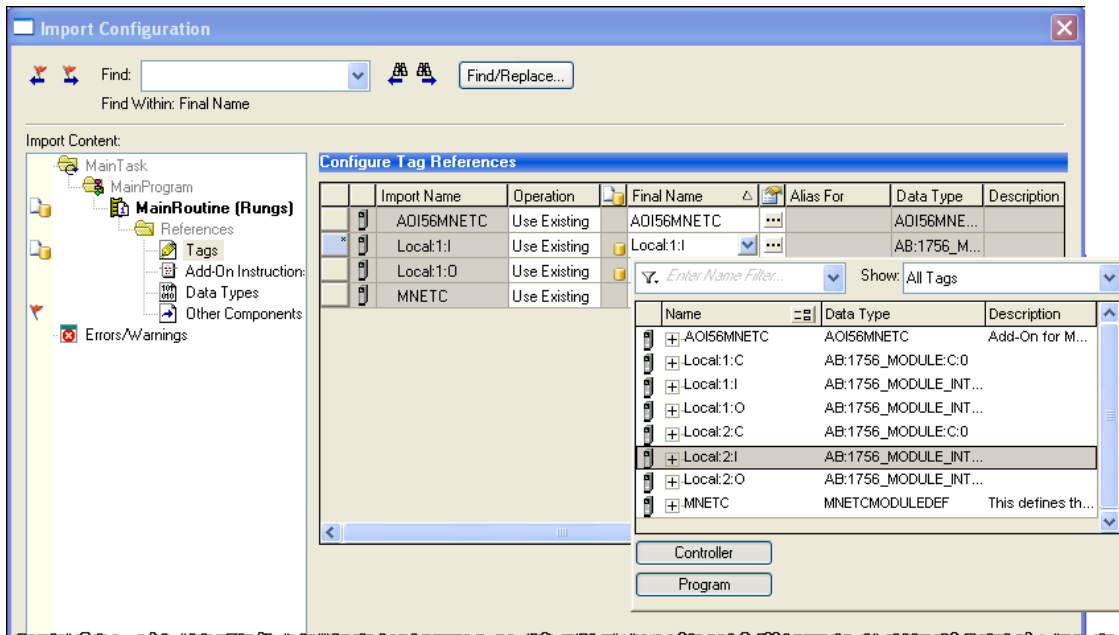 Import Configuration
Find:
Find/Replace...
Find Within: Final Name
Import Content:
MainTask
MainProgram
MainRoutine (Rungs)
References
Tags
Add-On Instruction
Data Types
Other Components
Errors/Warnings
Configure Tag References
Import Name Operation Final Name Alias For Data Type Description
AOI56MNETC Use Existing AOI56MNETC ... AOI56MNE...
Local:1:I Use Existing Local:1:I ... AB:1756_M...
Local:1:O Use Existing
MNETC Use Existing
Enter Name Filter... Show: All Tags
Name Data Type Description
AOI56MNETC AOI56MNETC Add-On for M...
Local:1:C AB:1756_MODULE:C:0
Local:1:I AB:1756_MODULE_INT...
Local:1:O AB:1756_MODULE_INT...
Local:2:C AB:1756_MODULE:C:0
Local:2:I AB:1756_MODULE_INT...
Local:2:O AB:1756_MODULE_INT...
MNETC MNETCMODULEDEF This defines th...
Controller
Program